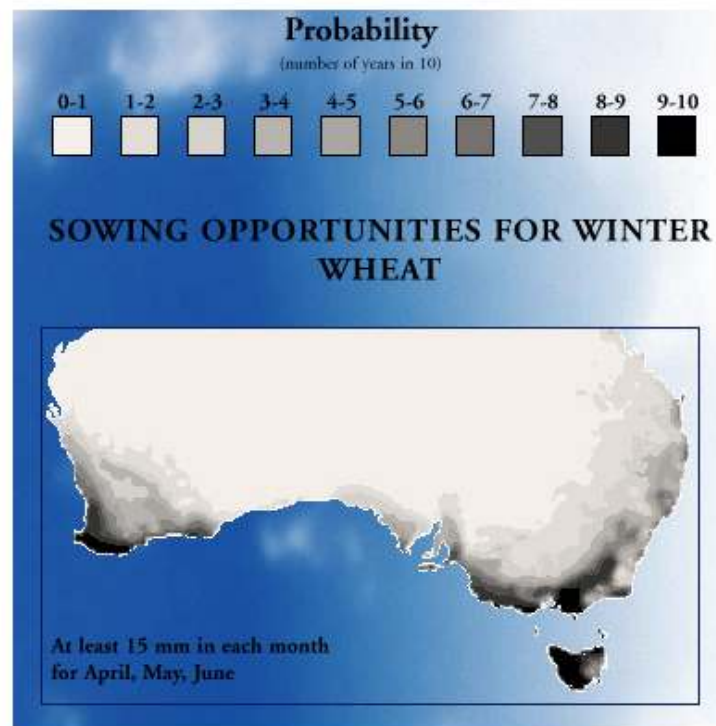 Probability
(number of years in 10)
0-1 1-2 2-3 3-4 4-5 5-6 6-7 7-8 8-9 9-10
SOWING OPPORTUNITIES FOR WINTER
WHEAT
At least 15 mm in each month
for April, May, June